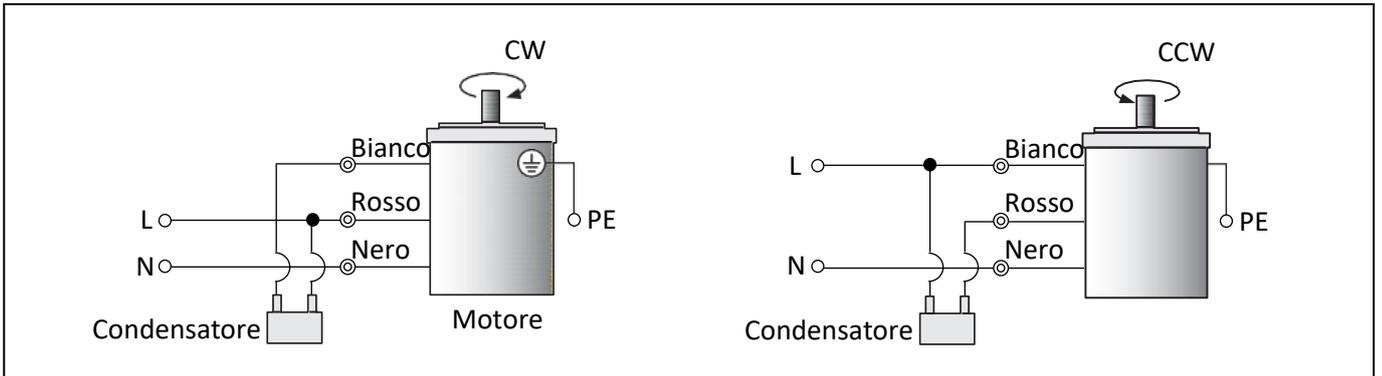 CW
Bianco
Rosso
L
PE
Nero
N
Condensatore
Motore
CCW
L
Bianco
Rosso
PE
Nero
N
Condensatore